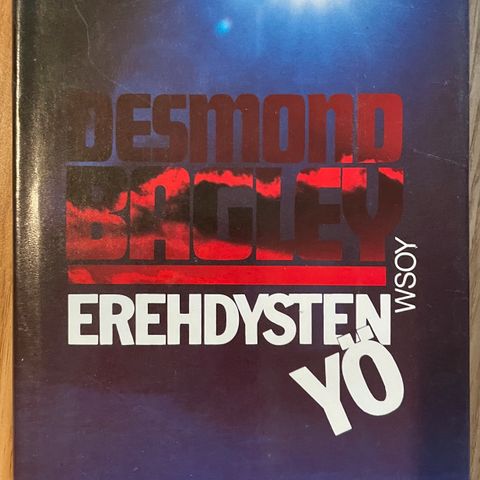 DESMOND
BAGLEY
EREHDYSTEN
YÖ
WSOY